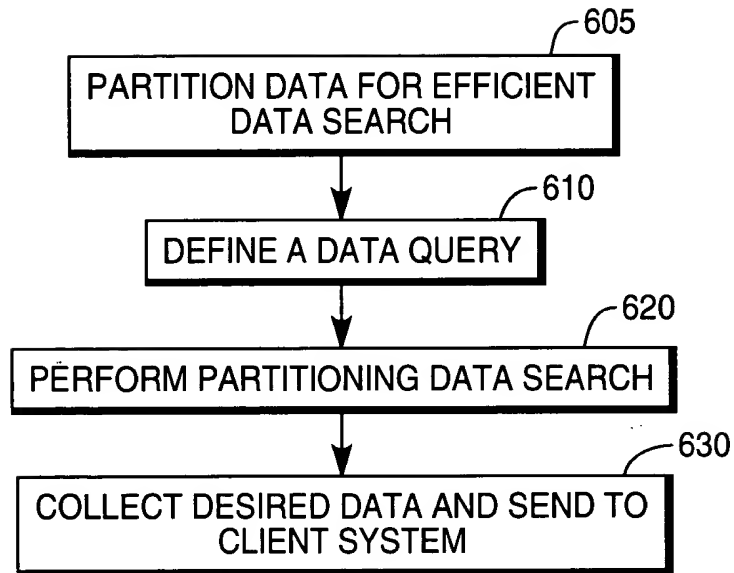 605
PARTITION DATA FOR EFFICIENT
DATA SEARCH
610
DEFINE A DATA QUERY
620
PERFORM PARTITIONING DATA SEARCH
630
COLLECT DESIRED DATA AND SEND TO
CLIENT SYSTEM